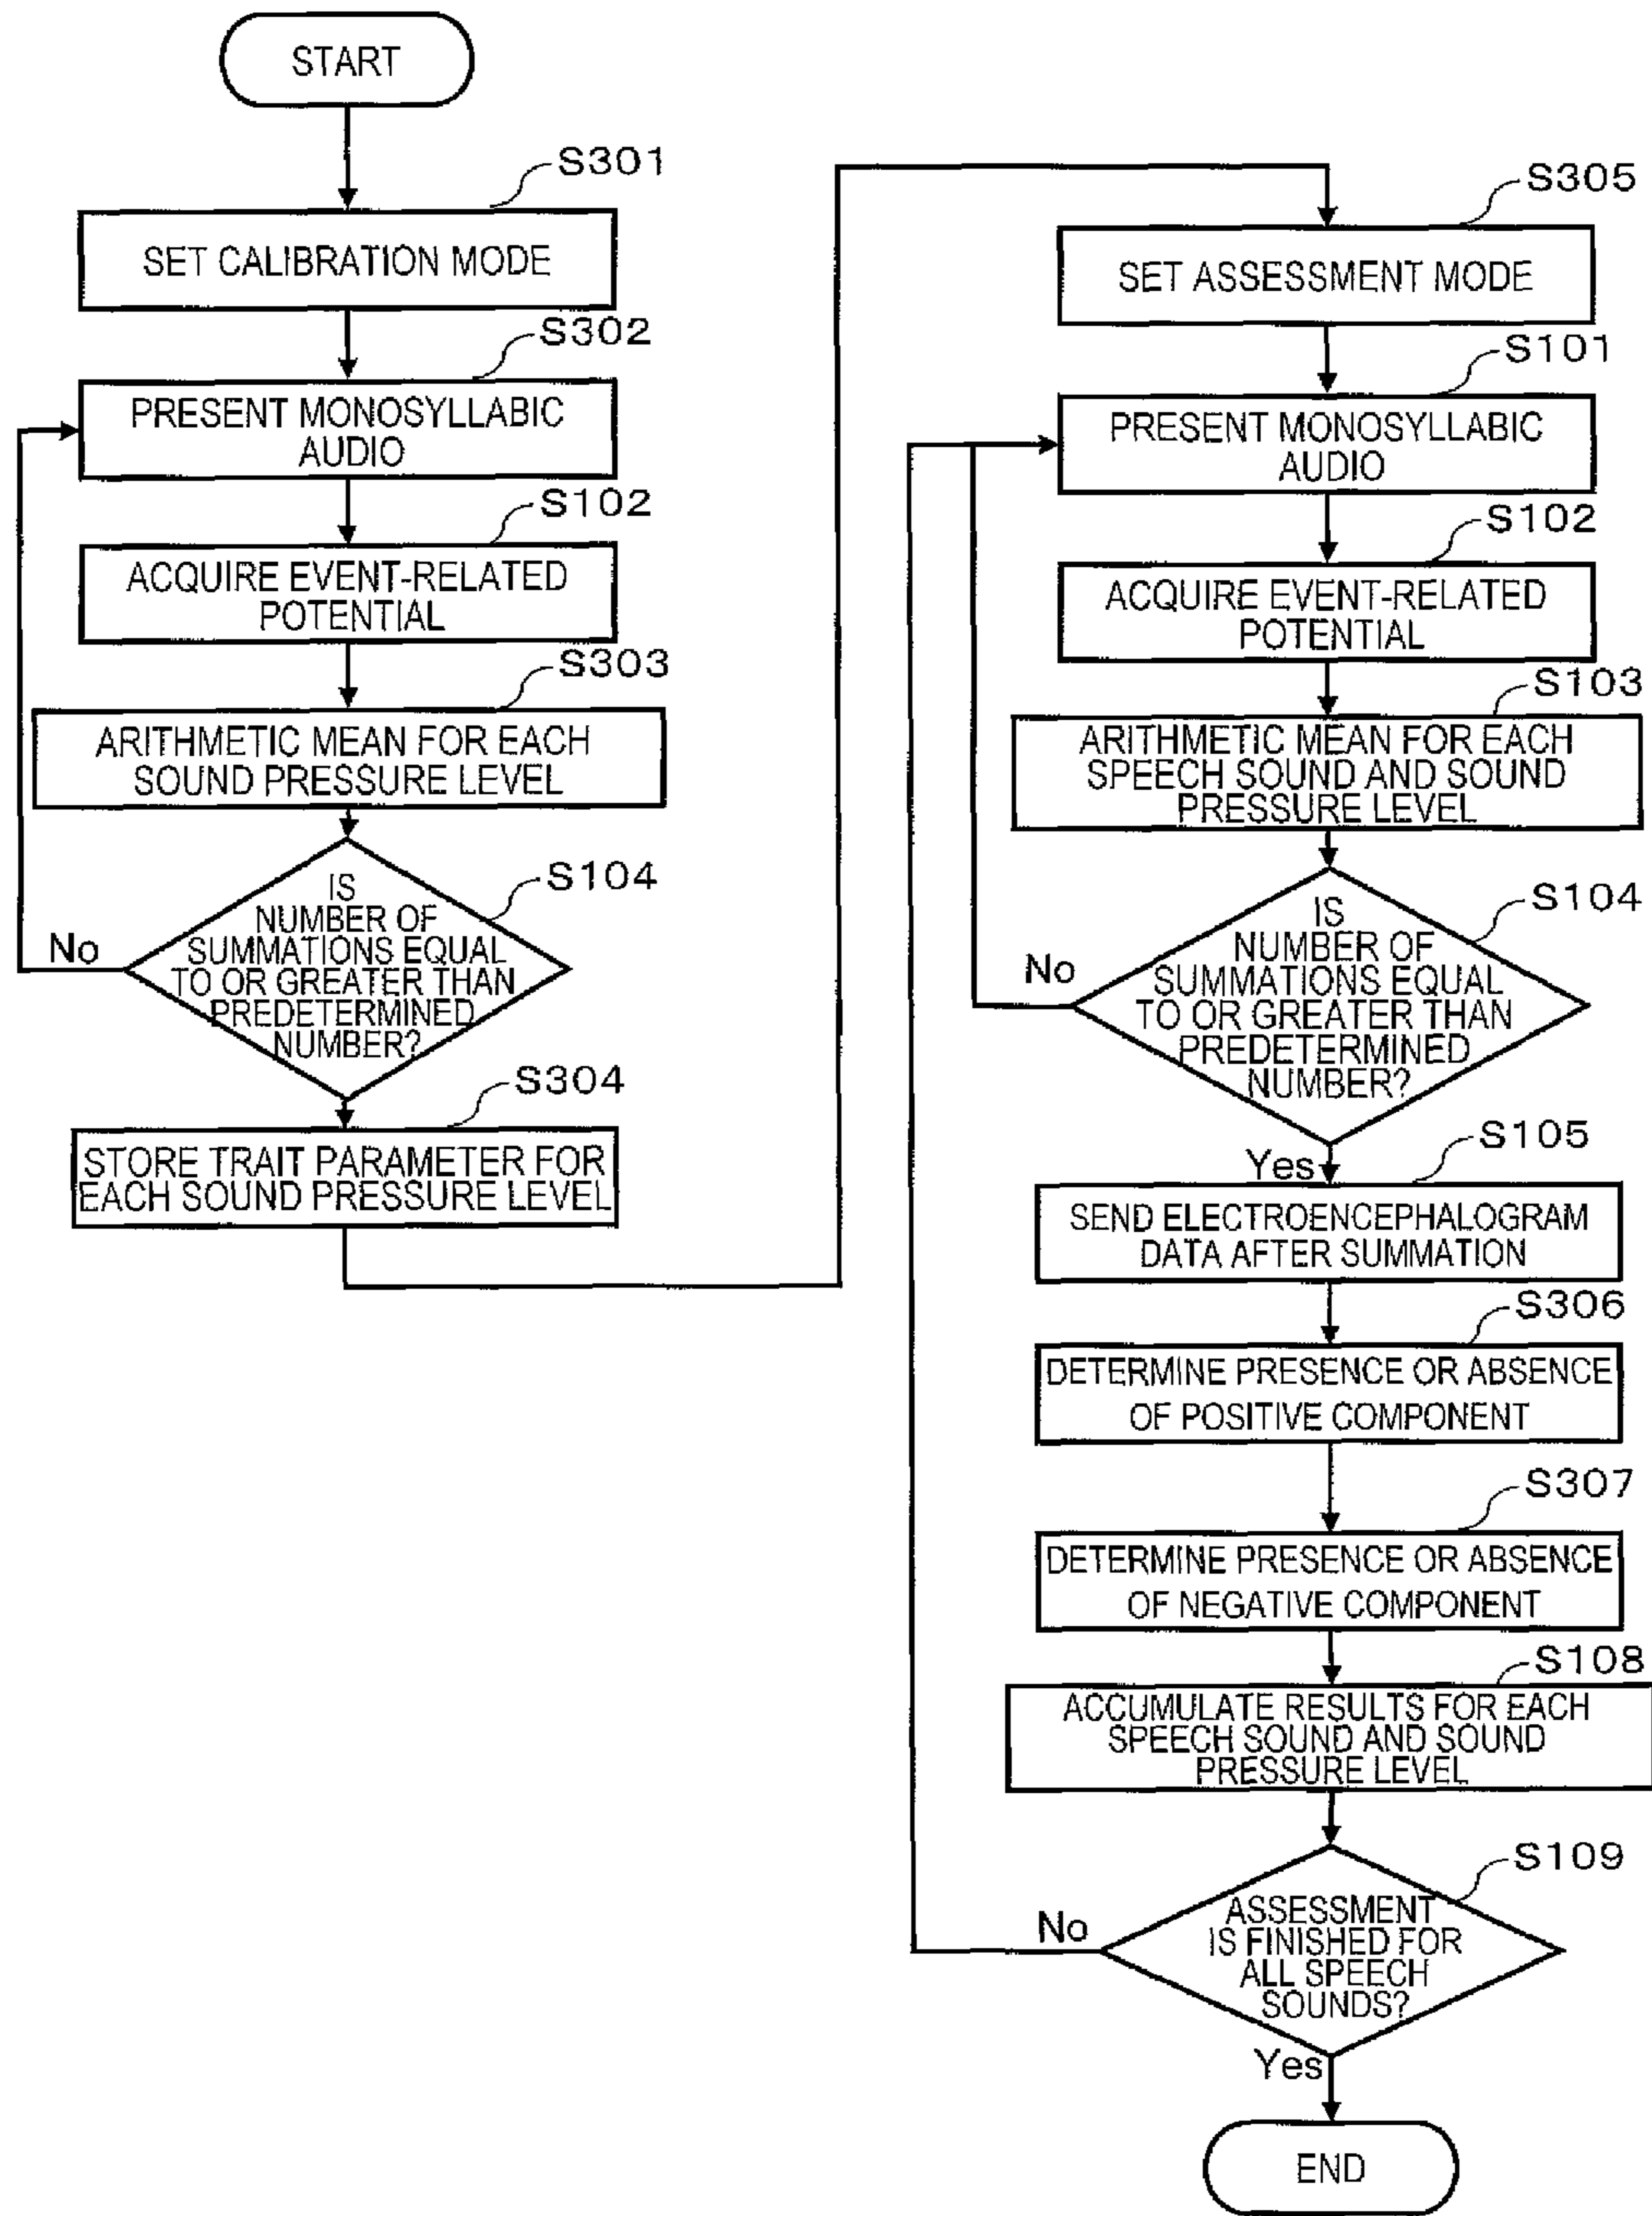 START
S301
SET CALIBRATION MODE
S302
PRESENT MONOSYLLABIC
AUDIO
S102
ACQUIRE EVENT-RELATED
POTENTIAL
S303
ARITHMETIC MEAN FOR EACH
SOUND PRESSURE LEVEL
S104
IS
NUMBER OF
SUMMATIONS EQUAL
TO OR GREATER THAN
PREDETERMINED
NUMBER?
No
S304
STORE TRAIT PARAMETER FOR
EACH SOUND PRESSURE LEVEL
S305
SET ASSESSMENT MODE
S101
PRESENT MONOSYLLABIC
AUDIO
S102
ACQUIRE EVENT-RELATED
POTENTIAL
S103
ARITHMETIC MEAN FOR EACH
SPEECH SOUND AND SOUND
PRESSURE LEVEL
S104
IS
NUMBER OF
SUMMATIONS EQUAL
TO OR GREATER THAN
PREDETERMINED
NUMBER?
No
Yes
S105
SEND ELECTROENCEPHALOGRAM
DATA AFTER SUMMATION
S306
DETERMINE PRESENCE OR ABSENCE
OF POSITIVE COMPONENT
S307
DETERMINE PRESENCE OR ABSENCE
OF NEGATIVE COMPONENT
S108
ACCUMULATE RESULTS FOR EACH
SPEECH SOUND AND SOUND
PRESSURE LEVEL
S109
ASSESSMENT
IS FINISHED FOR
ALL SPEECH
SOUNDS?
No
Yes
END